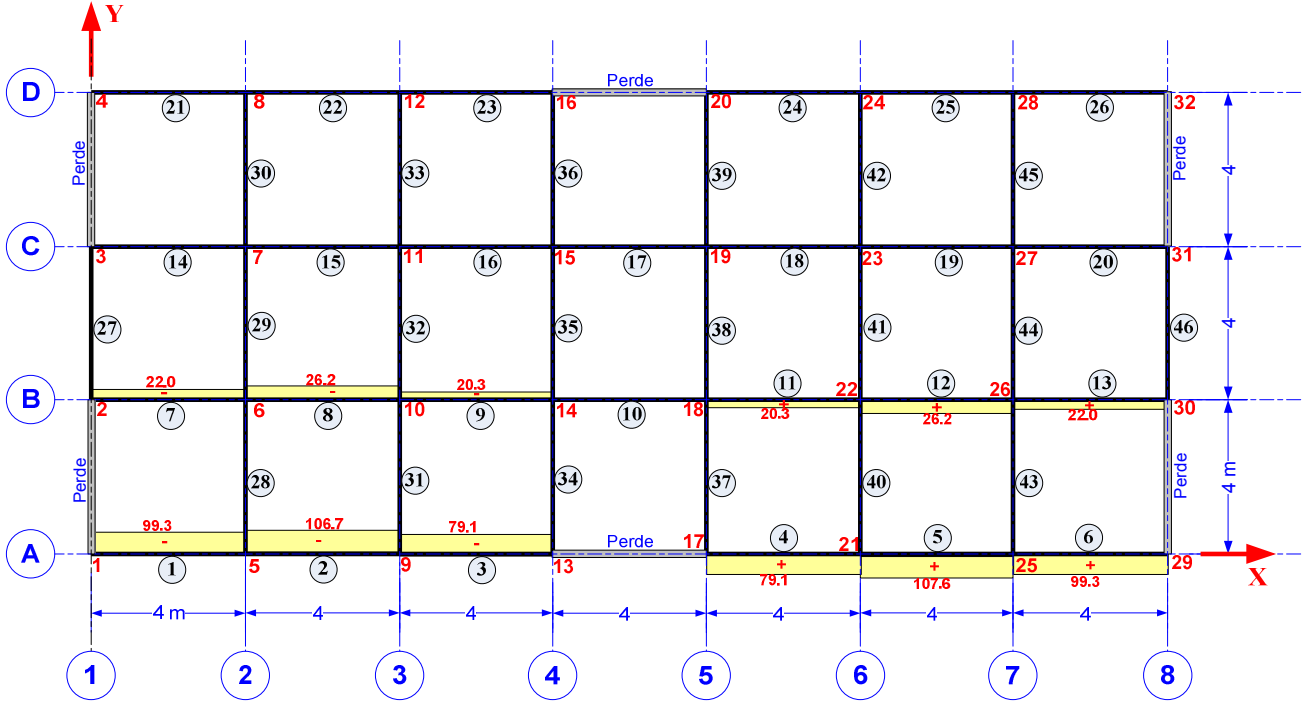 Y
Perde
D
4 21 8 22 12 23 16 20 24 24 25 28 26 32
Perde 30 33 36 39 42 45 Perde 4
C
3 14 7 15 11 16 15 17 19 18 23 19 27 20 31
27 29 32 35 38 41 44 46 4
22.0 26.2 20.3 11 22 12 26 13
- - - + + +
B
2 7 6 8 10 9 14 10 18 20.3 26.2 22.0 30
Perde 28 31 34 37 40 43 Perde 4 m
99.3 106.7 79.1 Perde 17 4 21 5 6
- - -
A
1 1 5 2 9 3 13 + + 25 + 29 X
79.1 107.6 99.3
4 m 4 4 4 4 4 4
1 2 3 4 5 6 7 8